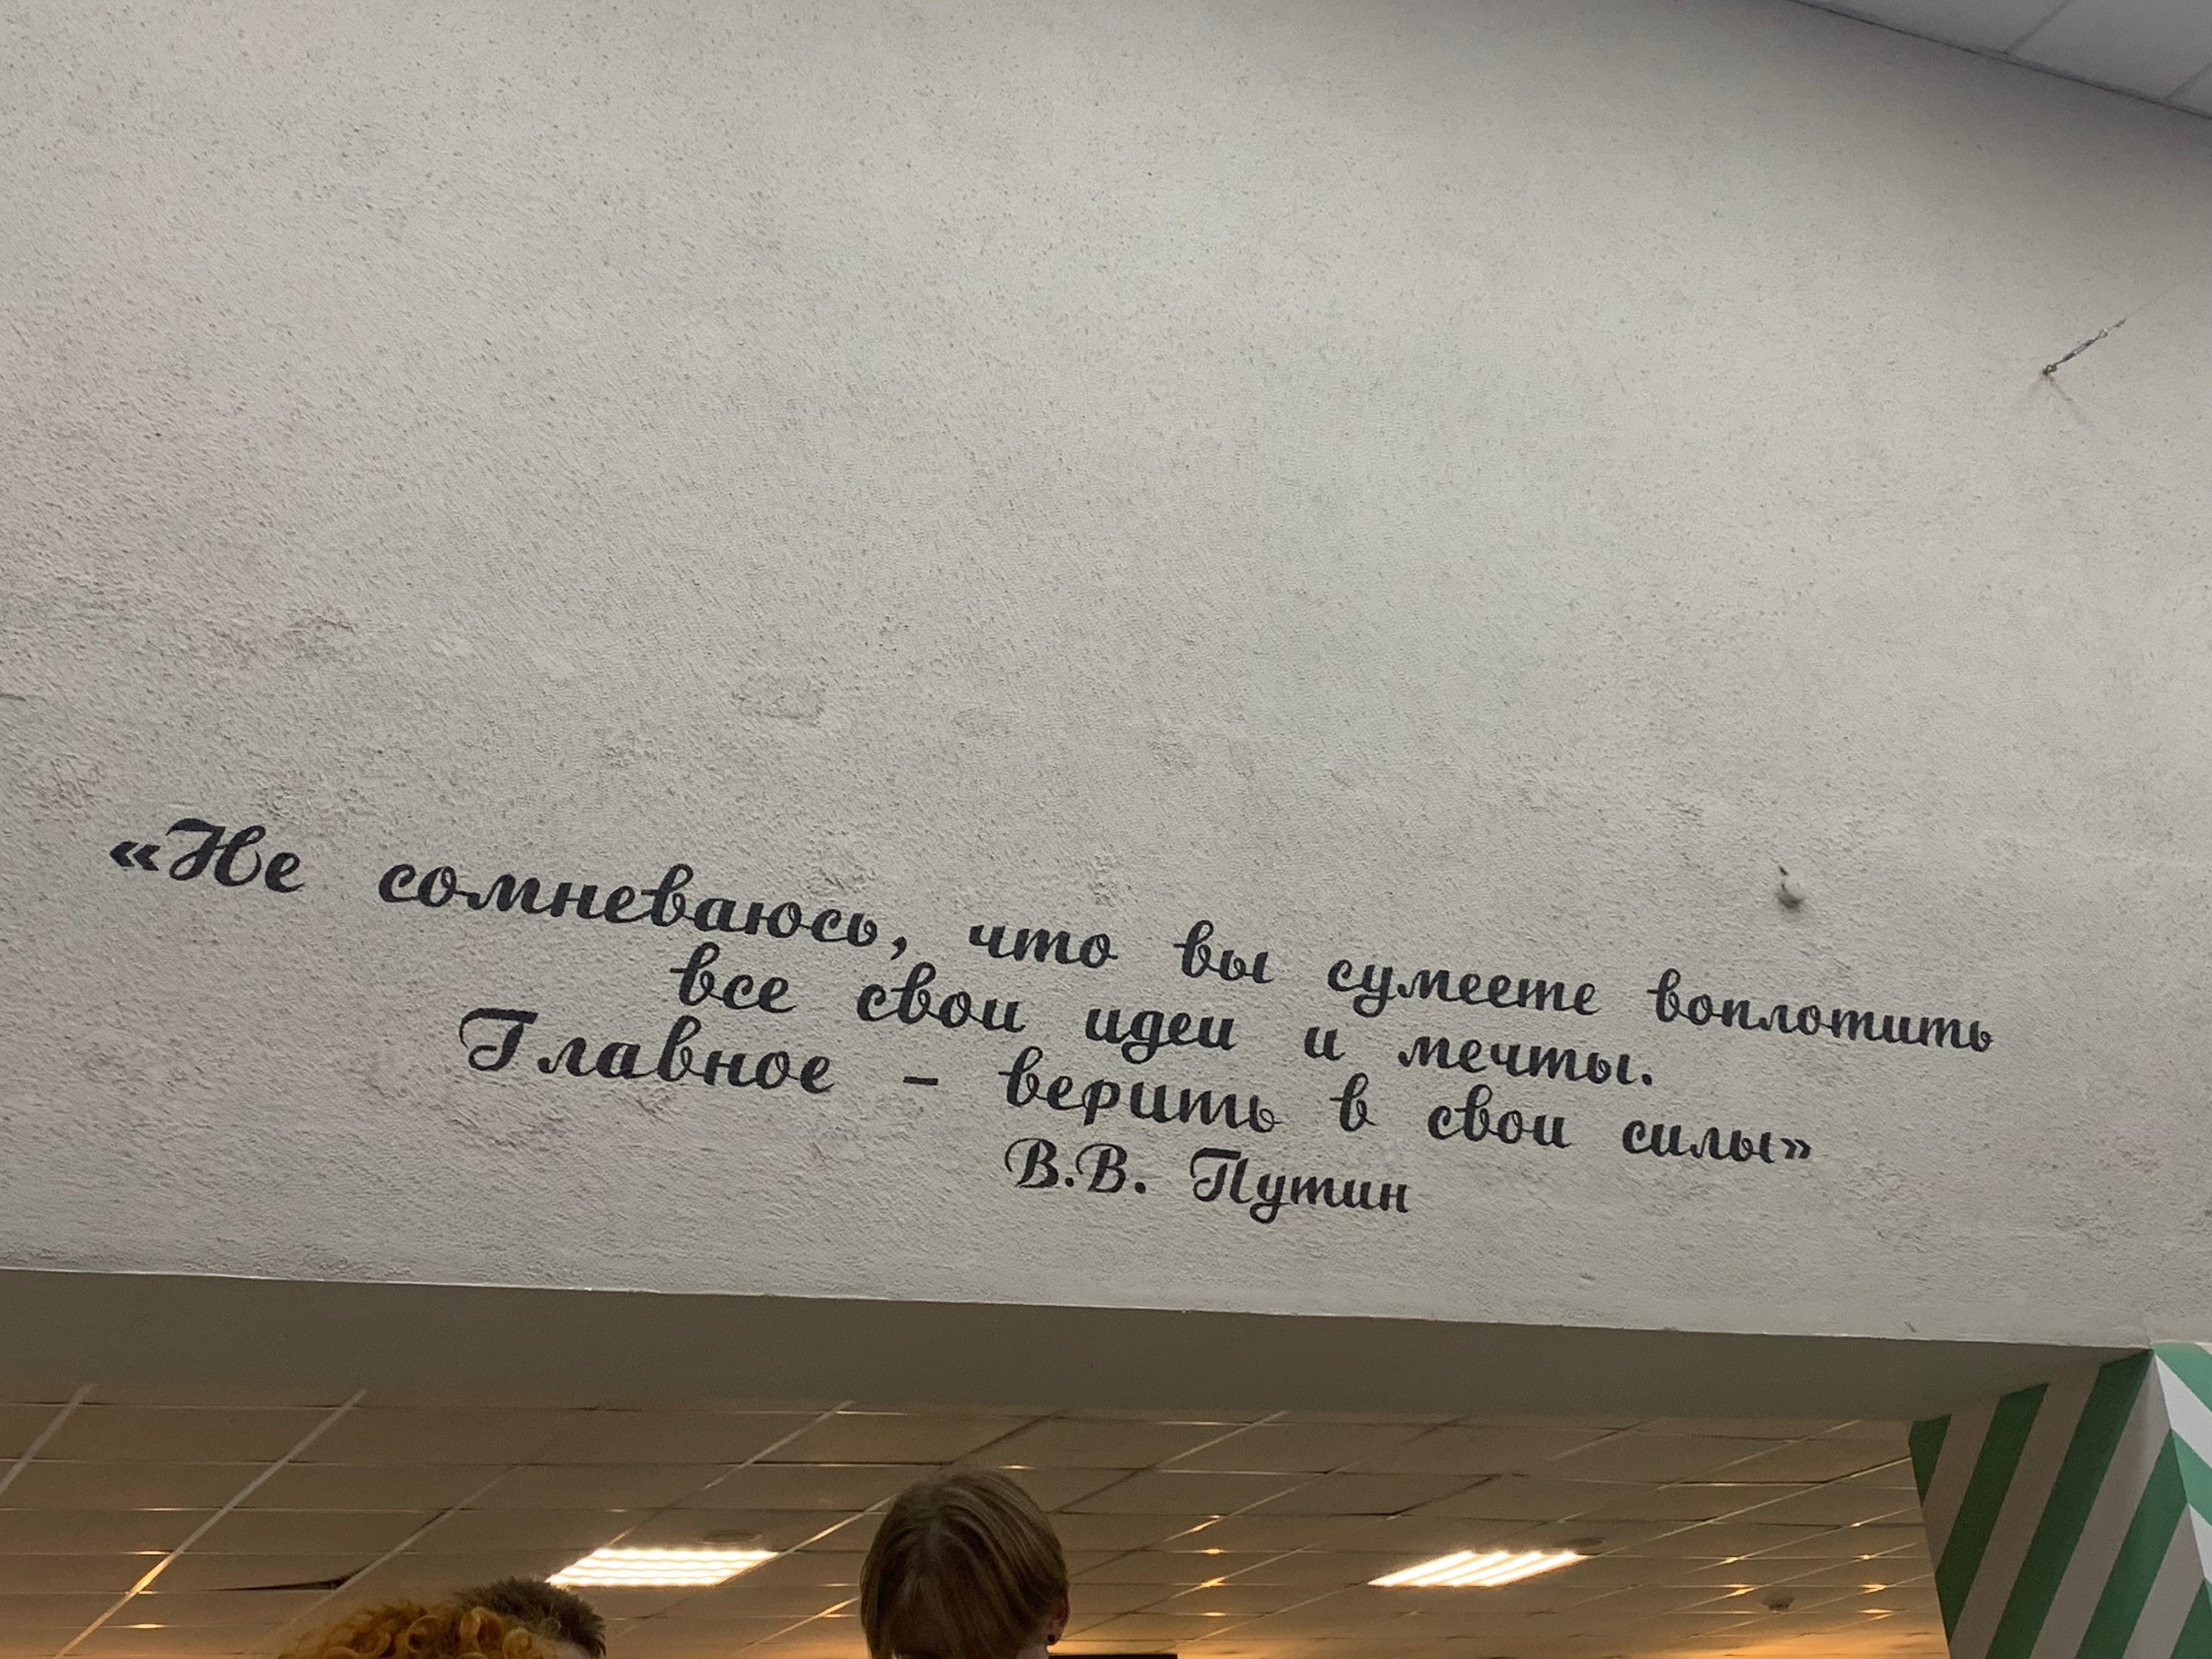 «Не сомневаюсь, что вы сумеете воплотить
все свои идеи и мечты.
Главное - верить в свои силы»
В.В. Путин